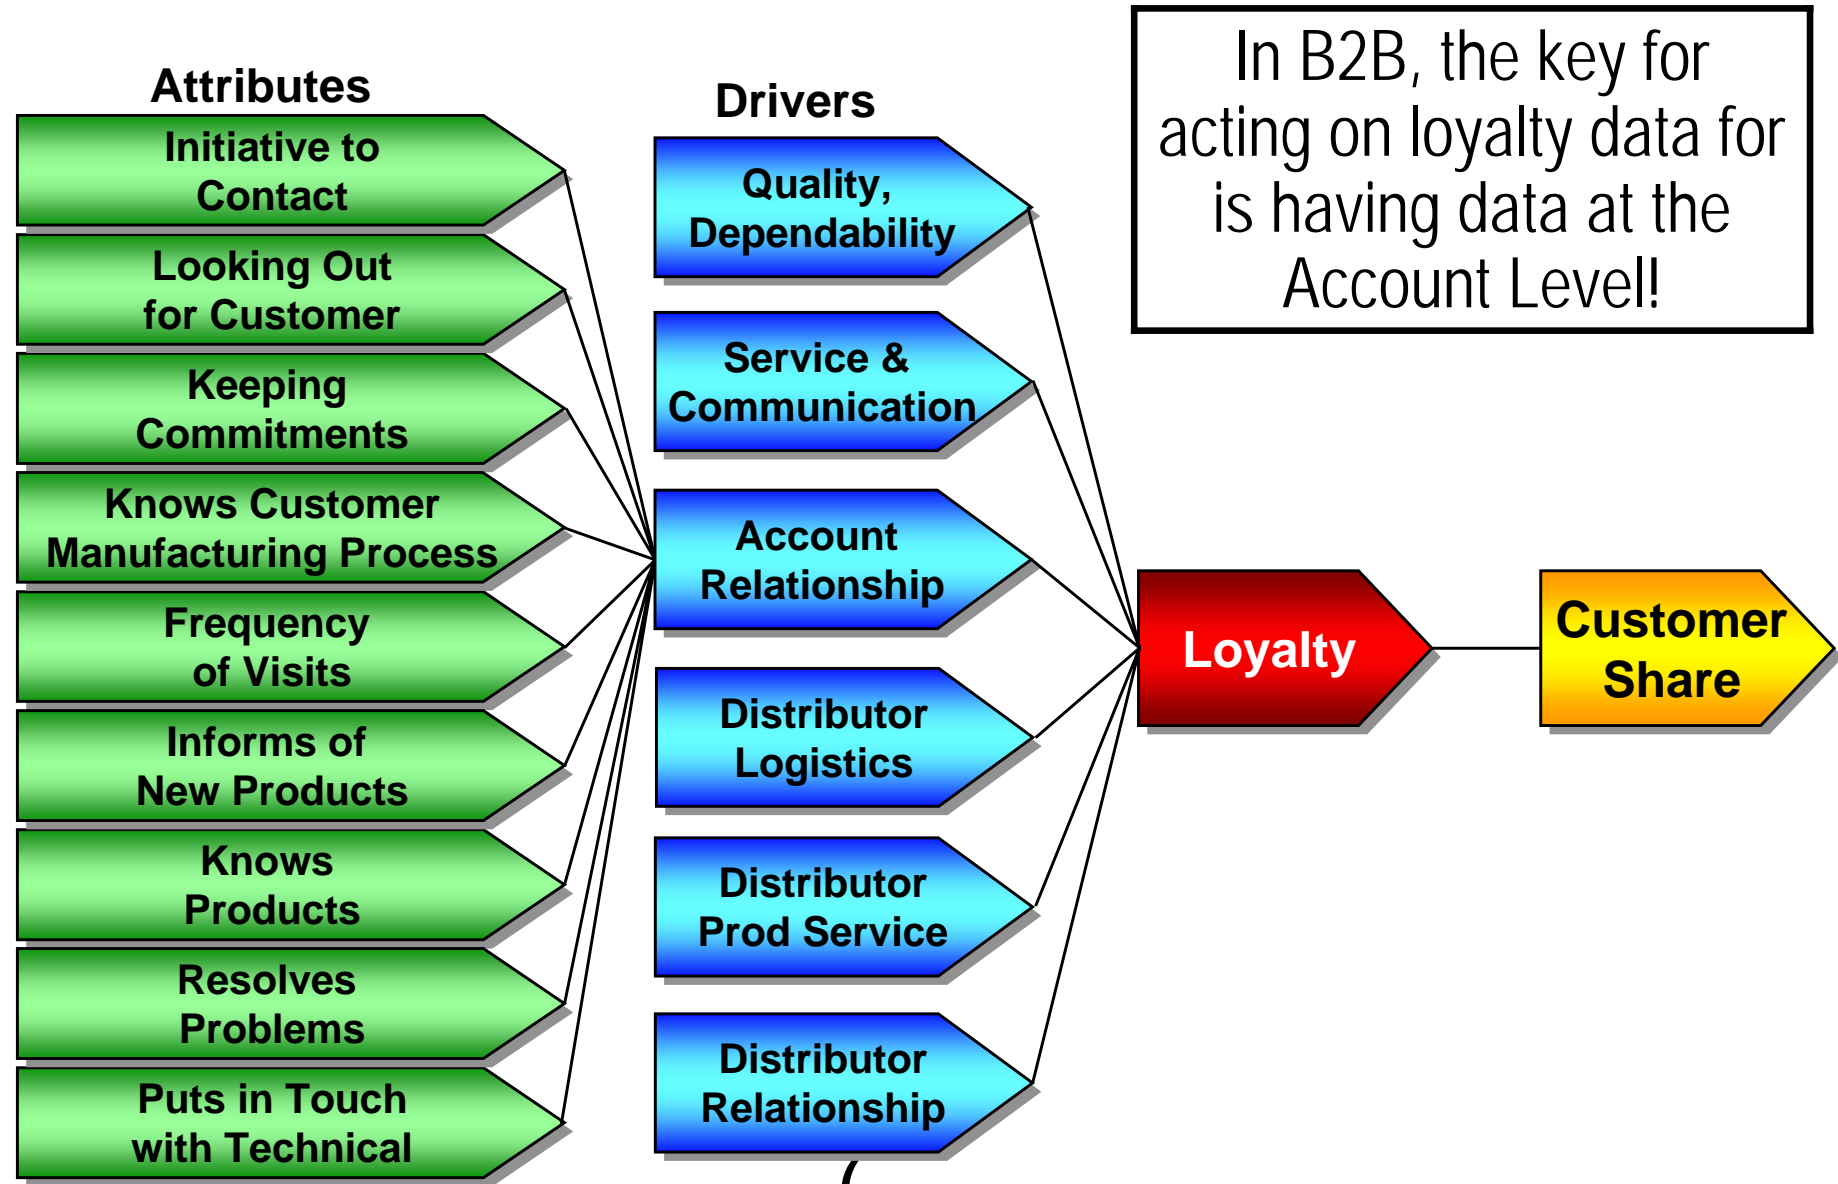 Attributes
Initiative to
Contact
Looking Out
for Customer
Keeping
Commitments
Knows Customer
Manufacturing Process
Frequency
of Visits
Informs of
New Products
Knows
Products
Resolves
Problems
Puts in Touch
with Technical
Drivers
Quality,
Dependability
Service &
Communication
Account
Relationship
Distributor
Logistics
Distributor
Prod Service
Distributor
Relationship
In B2B, the key for
acting on loyalty data for
is having data at the
Account Level!
Loyalty
Customer
Share